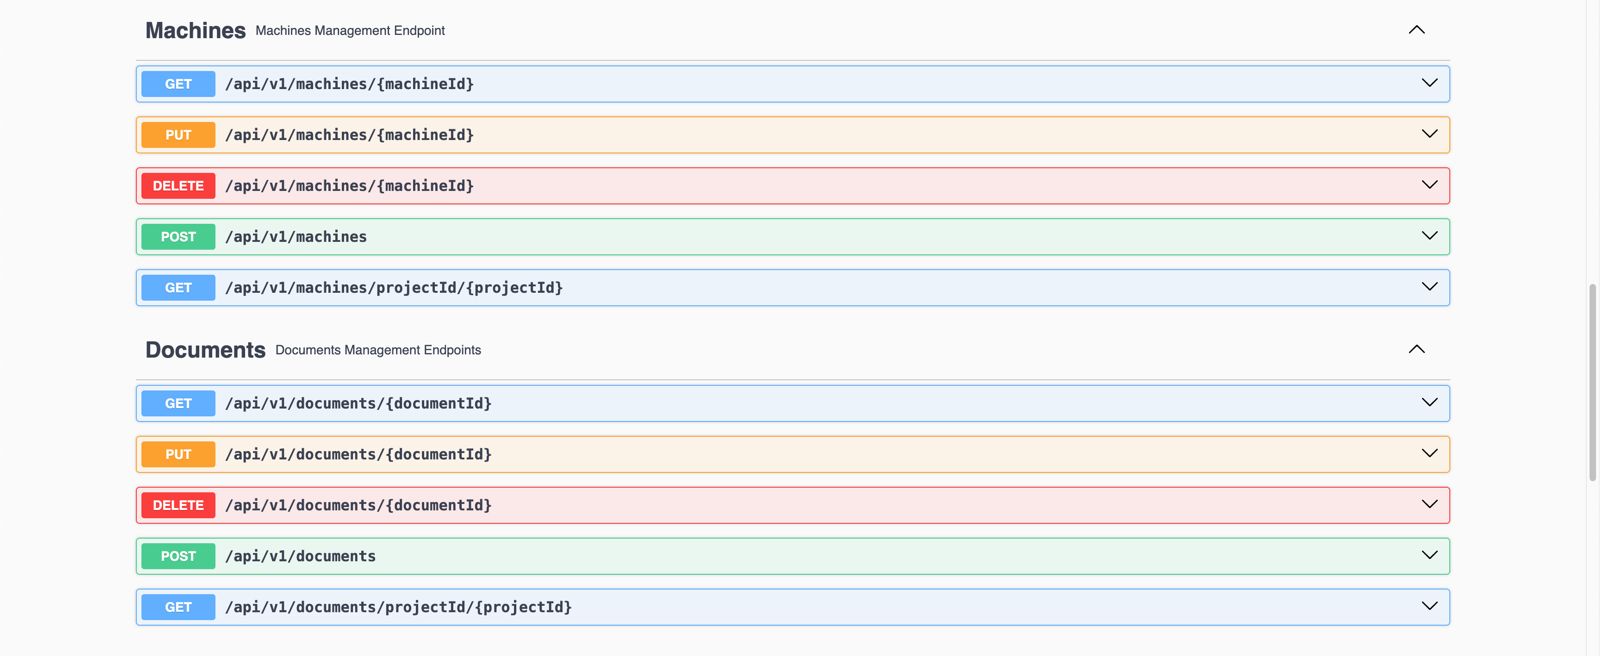 Machines Machines Management Endpoint
GET /api/v1/machines/{machineId}
PUT /api/v1/machines/{machineId}
DELETE /api/v1/machines/{machineId}
POST /api/v1/machines
GET /api/v1/machines/projectId/{projectId}
Documents Documents Management Endpoints
GET /api/v1/documents/{documentId}
PUT /api/v1/documents/{documentId}
DELETE /api/v1/documents/{documentId}
POST /api/v1/documents
GET /api/v1/documents/projectId/{projectId}